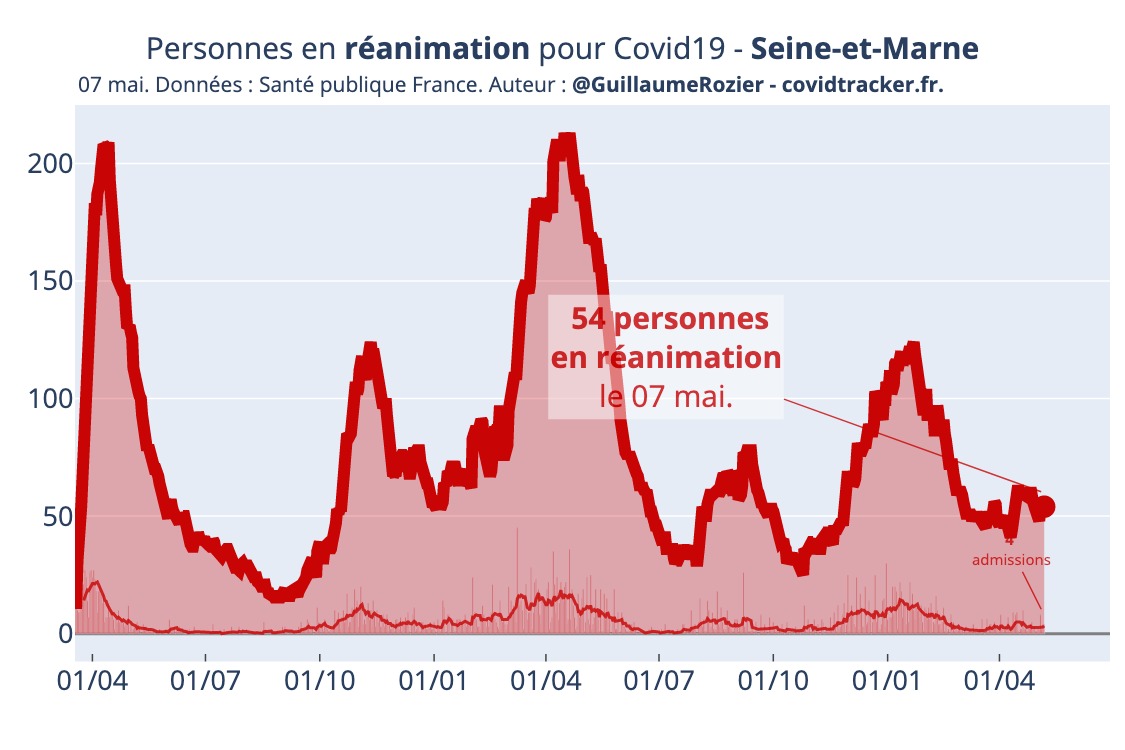 Personnes en réanimation pour Covid19 - Seine-et-Marne
07 mai. Données : Santé publique France. Auteur : @GuillaumeRozier - covidtracker.fr.
200
150
100
50
0
54 personnes
en réanimation
le 07 mai.
4
admissions
01/04 01/07 01/10 01/01 01/04 01/07 01/10 01/01 01/04